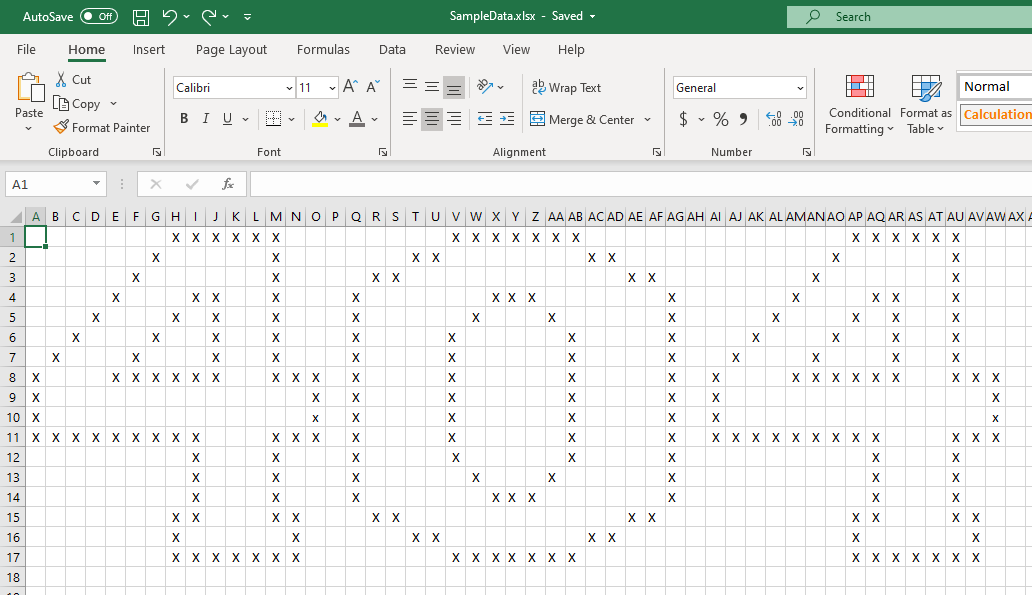 AutoSave Off SampleData.xlsx - Saved Search
File Home Insert Page Layout Formulas Data Review View Help
Paste Cut Copy Format Painter
Clipboard
Calibri 11 A A
B I U A
Font
Wrap Text
Merge & Center
Alignment
General
$ % 9 .00 .00
Number
Conditional Formatting
Format as Table
Normal
Calculation
A1 fx
A B C D E F G H I J K L M N O P Q R S T U V W X Y Z AA AB AC AD AE AF AG AH AI AJ AK AL AM AN AO AP AQ AR AS AT AU AV AW AX
1 X X X X X X X X X X X X X X X X X X X
2 X X X X X X X X
3 X X X X X X X X
4 X X X X X X X X X X X X X
5 X X X X X X X X X X X X
6 X X X X X X X X X X X X
7 X X X X X X X X X X X X
8 X X X X X X X X X X X X X X X X X X X X X X X X
9 X X X X X X X X
10 X x X X X X X x
11 X X X X X X X X X X X X X X X X X X X X X X X X X X X X
12 X X X X X X X X
13 X X X X X X X X
14 X X X X X X X X X
15 X X X X X X X X X X X X
16 X X X X X X X X
17 X X X X X X X X X X X X X X X X X X X X X
18